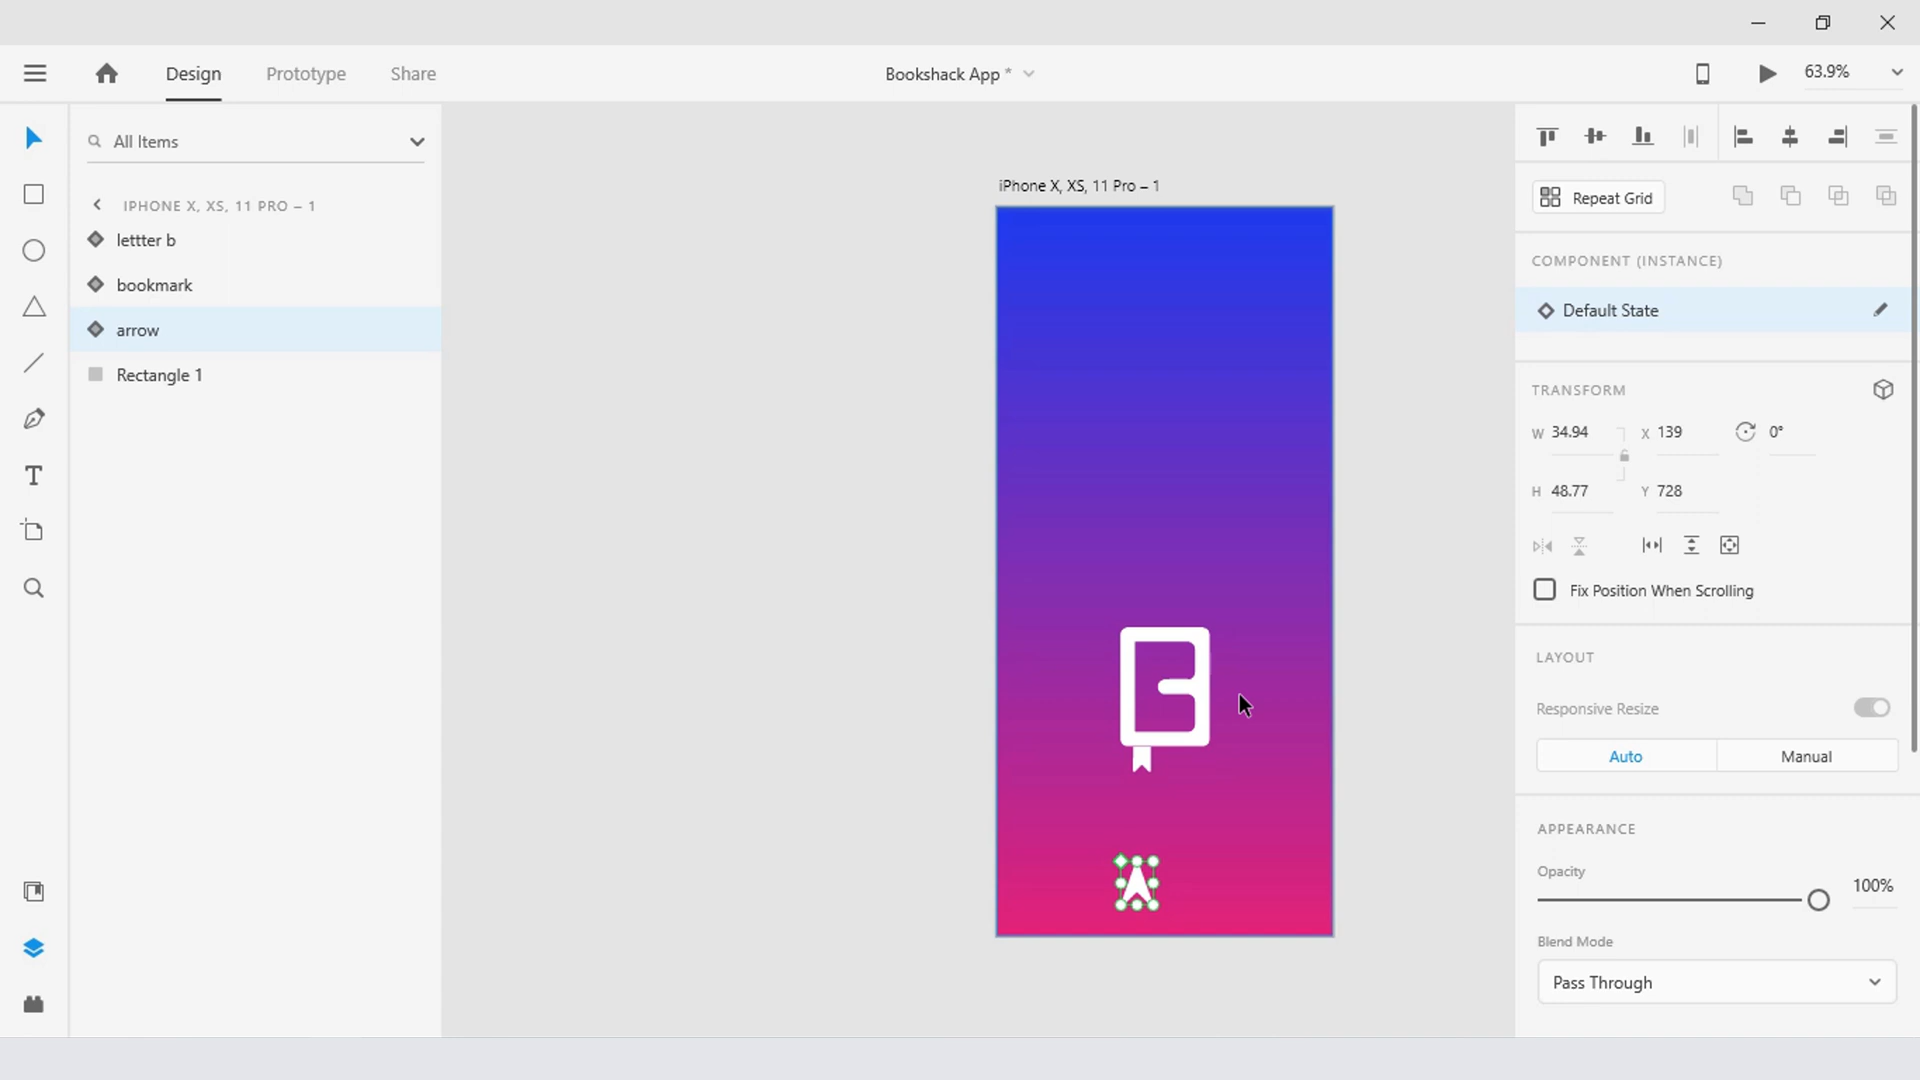 Design
Prototype
Share
Bookshack App *
63.9%
All Items
IPHONE X, XS, 11 PRO – 1
lettter b
bookmark
arrow
Rectangle 1
iPhone X, XS, 11 Pro – 1
Repeat Grid
COMPONENT (INSTANCE)
Default State
TRANSFORM
W 34.94 X 139 0°
H 48.77 Y 728
Fix Position When Scrolling
LAYOUT
Responsive Resize
Auto
Manual
APPEARANCE
Opacity
100%
Blend Mode
Pass Through